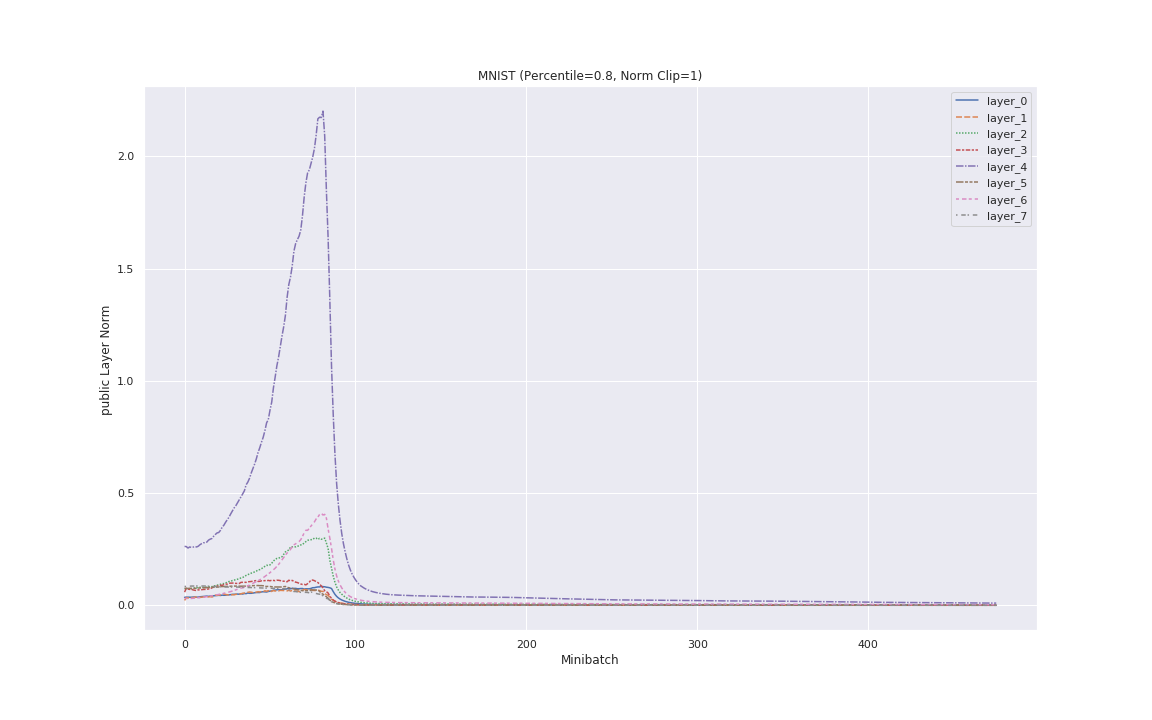 MNIST (Percentile=0.8, Norm Clip=1)
layer_0
layer_1
layer_2
layer_3
layer_4
layer_5
layer_6
layer_7
public Layer Norm
2.0
1.5
1.0
0.5
0.0
0 100 200 300 400
Minibatch